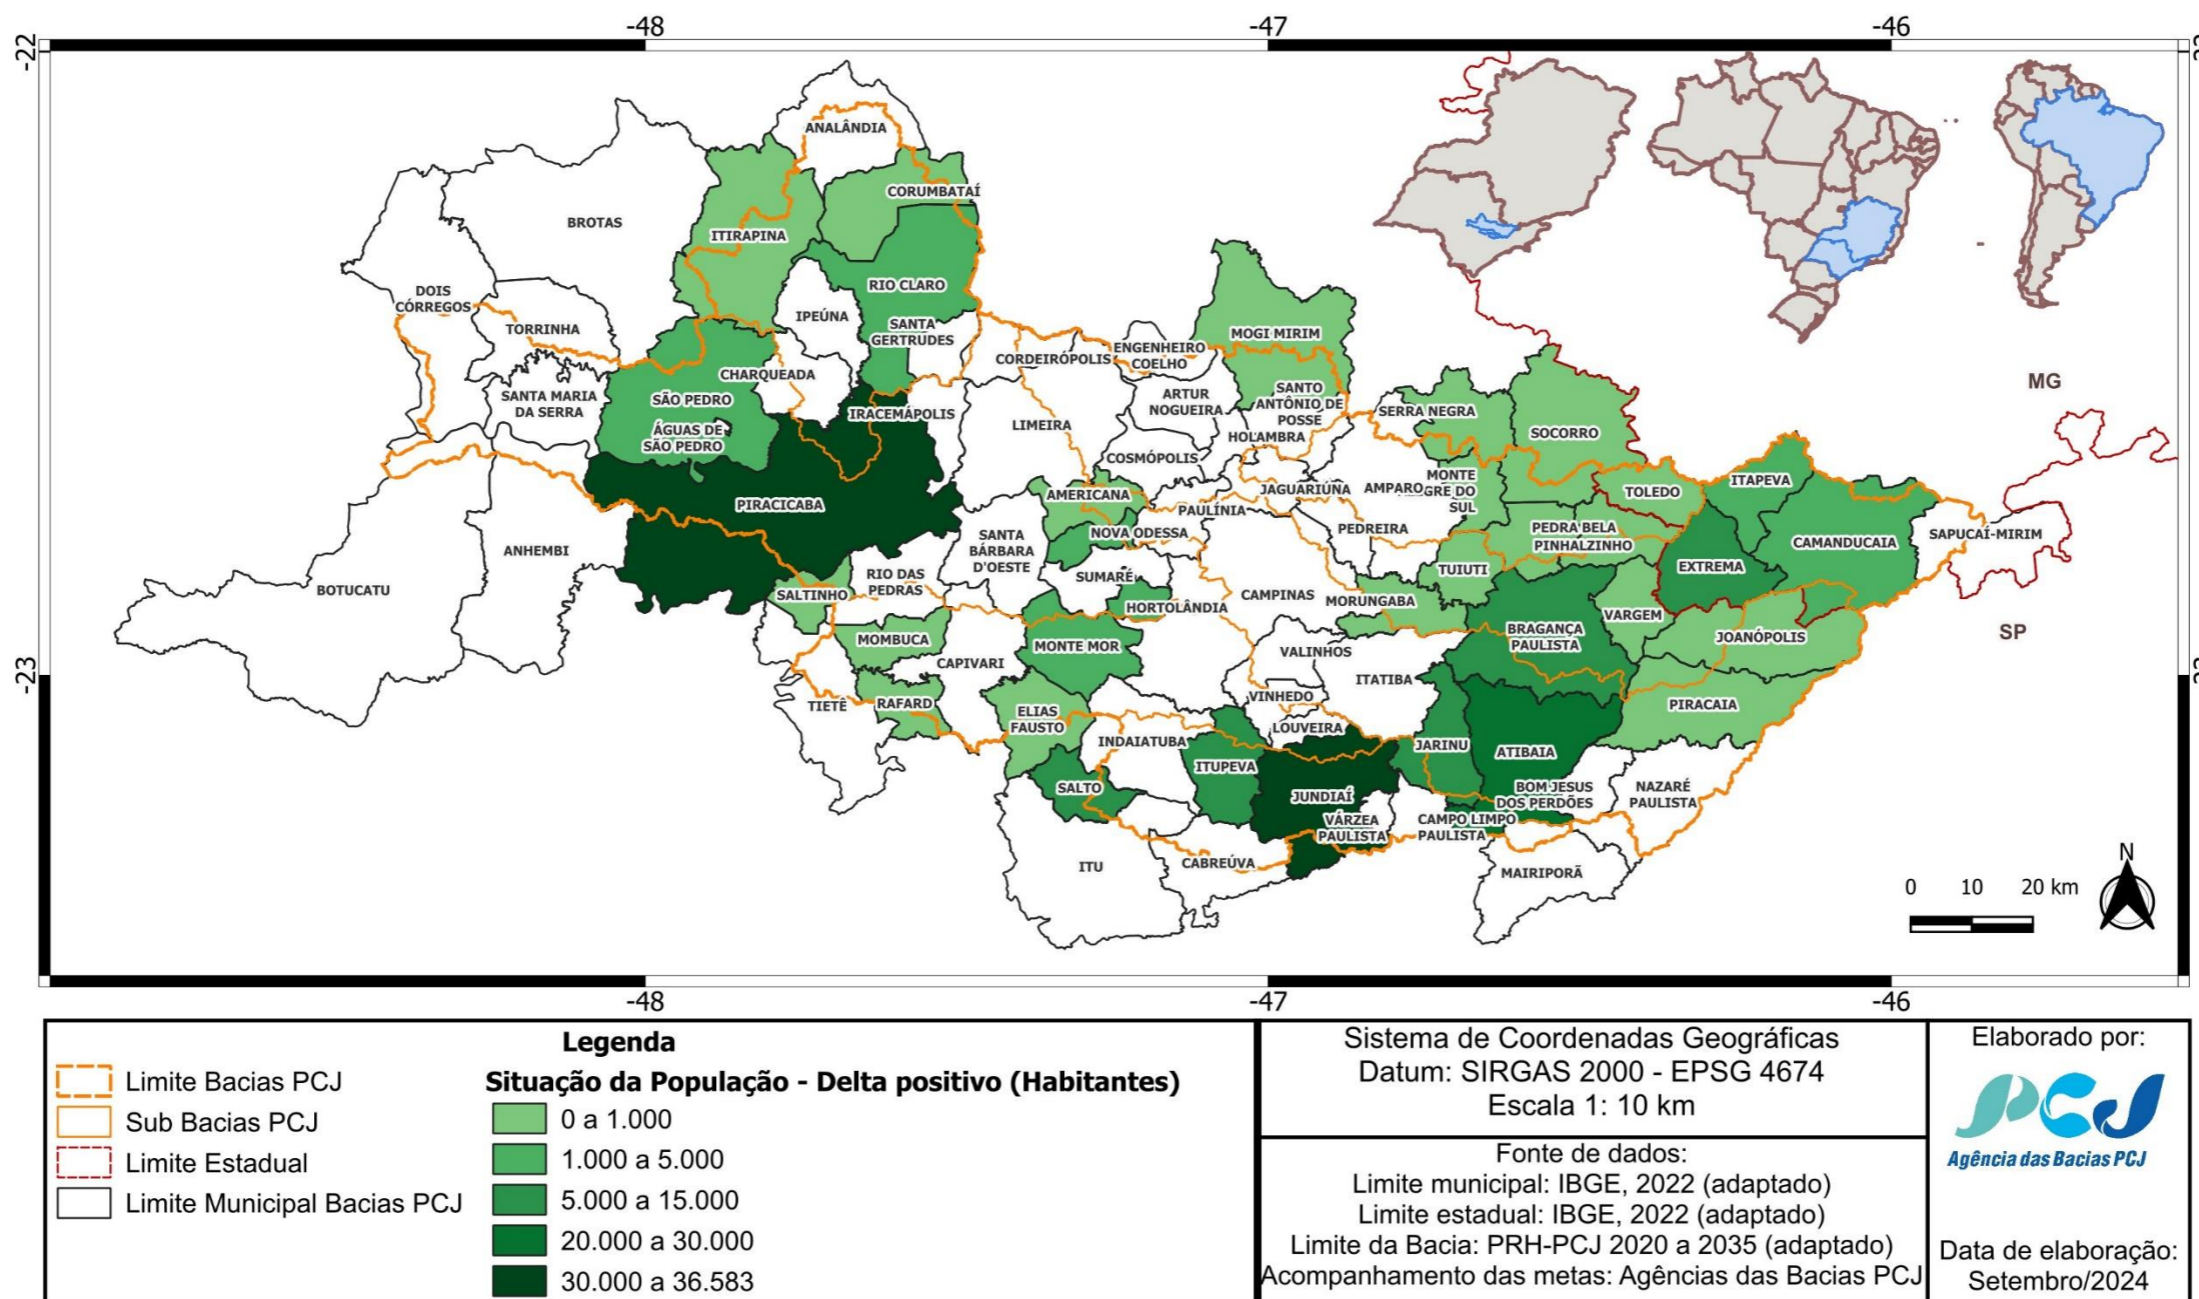 -48
-47
-46
-22
ANALÂNDIA
CORUMBATAÍ
BROTAS
ITIRAPINA
RIO CLARO
DOIS
CÓRREGOS
TORRINHA
IPEÚNA
SANTA
GERTRUDES
CORDEIRÓPOLIS
ENGENHEIRO
COELHO
MOGI MIRIM
CHARQUEADA
SANTA MARIA
DA SERRA
SÃO PEDRO
ÁGUAS DE
SÃO PEDRO
IRACEMÁPOLIS
LIMEIRA
ARTUR
NOGUEIRA
SANTO
ANTÔNIO DE
POSSE
HOLAMBRA
COSMÓPOLIS
SERRA NEGRA
SOCORRO
MG
PIRACICABA
AMERICANA
JAGUARIÚNA
AMPARO
MONTE
ALEGRE DO
SUL
TOLEDO
ITAPEVA
PAULÍNIA
NOVA ODESSA
PEDREIRA
PEDRA BELA
PINHALZINHO
CAMANDUCAIA
SAPUCAÍ-MIRIM
ANHEMBI
BOTUCATU
SANTA
BÁRBARA
D'OESTE
RIO DAS
PEDRAS
SALTINHO
SUMARÉ
HORTOLÂNDIA
CAMPINAS
MORUNGABA
TUIUTI
EXTREMA
VARGEM
JOANÓPOLIS
SP
MOMBUCA
CAPIVARI
MONTE MOR
VALINHOS
ITATIBA
BRAGANÇA
PAULISTA
-23
TIETÊ
RAFARD
ELIAS
FAUSTO
VINHEDO
LOUVEIRA
PIRACAIA
INDAIATUBA
ITUPEVA
JARINU
ATIBAIA
SALTO
JUNDIAÍ
VÁRZEA
PAULISTA
CAMPO LIMPO
PAULISTA
BOM JESUS
DOS PERDÕES
NAZARÉ
PAULISTA
ITU
CABREÚVA
MAIRIPORÃ
N
0 10 20 km
-48
-47
-46
Legenda
Limite Bacias PCJ
Sub Bacias PCJ
Limite Estadual
Limite Municipal Bacias PCJ
Situação da População - Delta positivo (Habitantes)
0 a 1.000
1.000 a 5.000
5.000 a 15.000
20.000 a 30.000
30.000 a 36.583
Sistema de Coordenadas Geográficas
Datum: SIRGAS 2000 - EPSG 4674
Escala 1: 10 km
Fonte de dados:
Limite municipal: IBGE, 2022 (adaptado)
Limite estadual: IBGE, 2022 (adaptado)
Limite da Bacia: PRH-PCJ 2020 a 2035 (adaptado)
Acompanhamento das metas: Agências das Bacias PCJ
Elaborado por:
PCJ
Agência das Bacias PCJ
Data de elaboração:
Setembro/2024